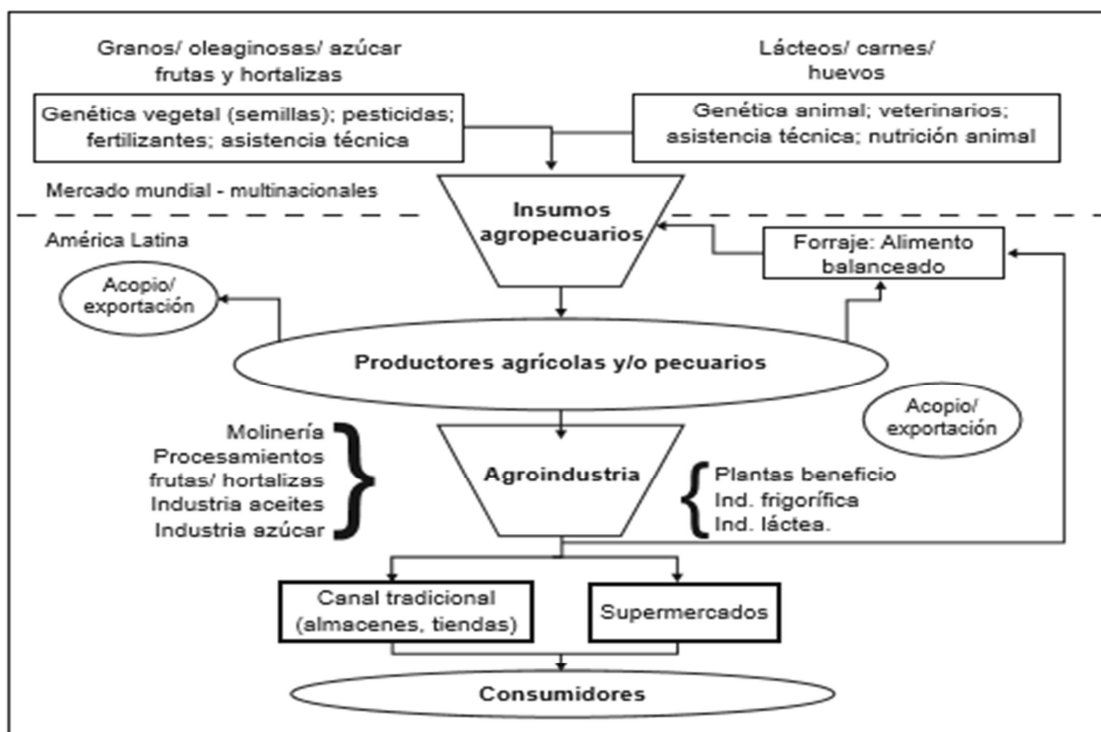 Granos/ oleaginosas/ azúcar
frutas y hortalizas
Lácteos/ carnes/
huevos
Genética vegetal (semillas); pesticidas;
fertilizantes; asistencia técnica
Genética animal; veterinarios;
asistencia técnica; nutrición animal
Mercado mundial - multinacionales
Insumos
agropecuarios
América Latina
Forraje: Alimento
balanceado
Acopio/
exportación
Productores agrícolas y/o pecuarios
Acopio/
exportación
Molinería
Procesamientos
frutas/ hortalizas
Industria aceites
Industria azúcar
Agroindustria
Plantas beneficio
Ind. frigorífica
Ind. láctea.
Canal tradicional
(almacenes, tiendas)
Supermercados
Consumidores